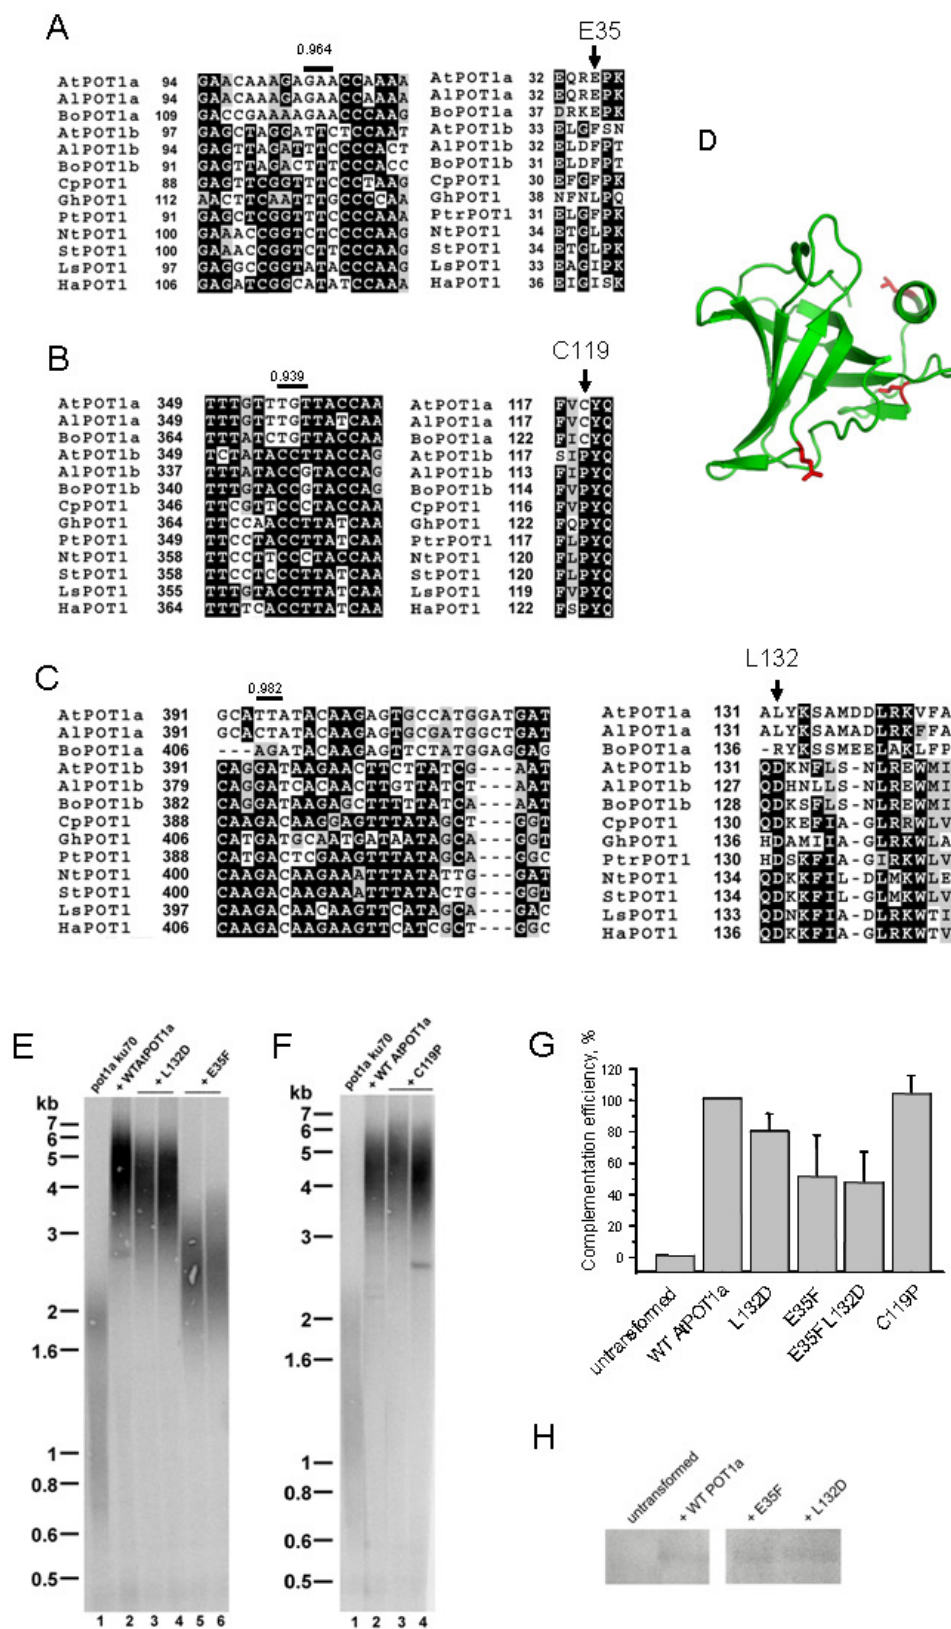 A
0.964
E35
AtPOT1a 94 GAACAAAGAGAACCAAAA
AlPOT1a 94 GAACAAAGAGAACCAAAA
BoPOT1a 109 GACCGAAAAGAACCCAAG
AtPOT1b 97 GAGCTAGGATTCTCCAAT
AlPOT1b 94 GAGTTAGATTTCCCCACT
BoPOT1b 91 GAGTTAGACTTTCCCACC
CpPOT1 88 GAGTTCGGTTTCCCTAAG
GhPOT1 112 AACTTCAATTTGCCCCAA
PtPOT1 91 GAGCTCGGTTTCCCCAAA
NtPOT1 100 GAAACCGGTCTTCCCAAG
StPOT1 100 GAAACCGGTCTTCCCAAG
LsPOT1 97 GAGGCCGGTATACCCAAG
HaPOT1 106 GAGATCGGCATATCCAAA
AtPOT1a 32 EQREPK
AlPOT1a 32 EQREPK
BoPOT1a 37 DRKEPK
AtPOT1b 33 ELGFSN
AlPOT1b 32 ELDFPT
BoPOT1b 31 ELDFPT
CpPOT1 30 EFGFPK
GhPOT1 38 NFNLPQ
PtrPOT1 31 ELGFPK
NtPOT1 34 ETGLPK
StPOT1 34 ETGLPK
LsPOT1 33 EAGIPK
HaPOT1 36 EIGISK
D
B
0.939
C119
AtPOT1a 349 TTTGTTTGTTACCAA
AlPOT1a 349 TTTGTTTGTTATCAA
BoPOT1a 364 TTTATCTGTTACCAA
AtPOT1b 349 TCTATACCTTACCAG
AlPOT1b 337 TTTATACCGTACCAG
BoPOT1b 340 TTTGTACCGTACCAG
CpPOT1 346 TTCGTTCCCTACCAA
GhPOT1 364 TTCCAACCTTATCAA
PtPOT1 349 TTCCTACCTTATCAA
NtPOT1 358 TTCCTTCCCTACCAA
StPOT1 358 TTCCTCCCTTATCAA
LsPOT1 355 TTTGTACCTTACCAA
HaPOT1 364 TTTTCACCTTATCAA
AtPOT1a 117 FVCYQ
AlPOT1a 117 FVCYQ
BoPOT1a 122 FICYQ
AtPOT1b 117 SIPYQ
AlPOT1b 113 FIPYQ
BoPOT1b 114 FVPYQ
CpPOT1 116 FVPYQ
GhPOT1 122 FQPYQ
PtrPOT1 117 FLPYQ
NtPOT1 120 FLPYQ
StPOT1 120 FLPYQ
LsPOT1 119 FVPYQ
HaPOT1 122 FSPYQ
C
0.982
L132
AtPOT1a 391 GCATTATACAAGAGTGCCATGGATGAT
AlPOT1a 391 GCACTATACAAGAGTGCGATGGCTGAT
BoPOT1a 406 ---AGATACAAGAGTTCTATGGAGGAG
AtPOT1b 391 CAGGATAAGAACTTCTTATCG---AAT
AlPOT1b 379 CAGGATCACAACTTGTTATCT---AAT
BoPOT1b 382 CAGGATAAGAGCTTTTTATCA---AAT
CpPOT1 388 CAAGACAAGGAGTTTATAGCT---GGT
GhPOT1 406 CATGATGCAATGATAATAGCA---GGT
PtPOT1 388 CATGACTCGAAGTTTATAGCA---GGC
NtPOT1 400 CAAGACAAGAAATTTATATTG---GAT
StPOT1 400 CAAGACAAGAAGTTTATACTG---GGT
LsPOT1 397 CAAGACAACAAGTTCATAGCA---GAC
HaPOT1 406 CAAGACAAGAAGTTCATCGCT---GGC
AtPOT1a 131 ALYKSAMDDLRKVFA
AlPOT1a 131 ALYKSAMADLRKFFA
BoPOT1a 136 -RYKSSMEELAKLFP
AtPOT1b 131 QDKNFLS-NLREWMI
AlPOT1b 127 QDHNLLS-NLREWMI
BoPOT1b 128 QDKSFLS-NLREWMI
CpPOT1 130 QDKEFIA-GLRRWLV
GhPOT1 136 HDAMIIA-GLRKWLA
PtrPOT1 130 HDSKFIA-GIRKWLV
NtPOT1 134 QDKKFIL-DLMKWLE
StPOT1 134 QDKKFIL-GLMKWLV
LsPOT1 133 QDNKFIA-DLRKWTI
HaPOT1 136 QDKKFIA-GLRKWTV
E
pot1a ku70
+ WTAtPOT1a
+ L132D
+ E35F
kb
7
6
5
4
3
2
1.6
1
0.8
0.6
0.5
1 2 3 4 5 6
F
pot1a ku70
+ WT AtPOT1a
+ C119P
kb
7
6
5
4
3
2
1.6
1
0.8
0.6
0.5
1 2 3 4
G
Complementation efficiency, %
120
100
80
60
40
20
0
untransformed
WT AtPOT1a
L132D
E35F
E35F L132D
C119P
H
untransformed
+ WT POT1a
+ E35F
+ L132D